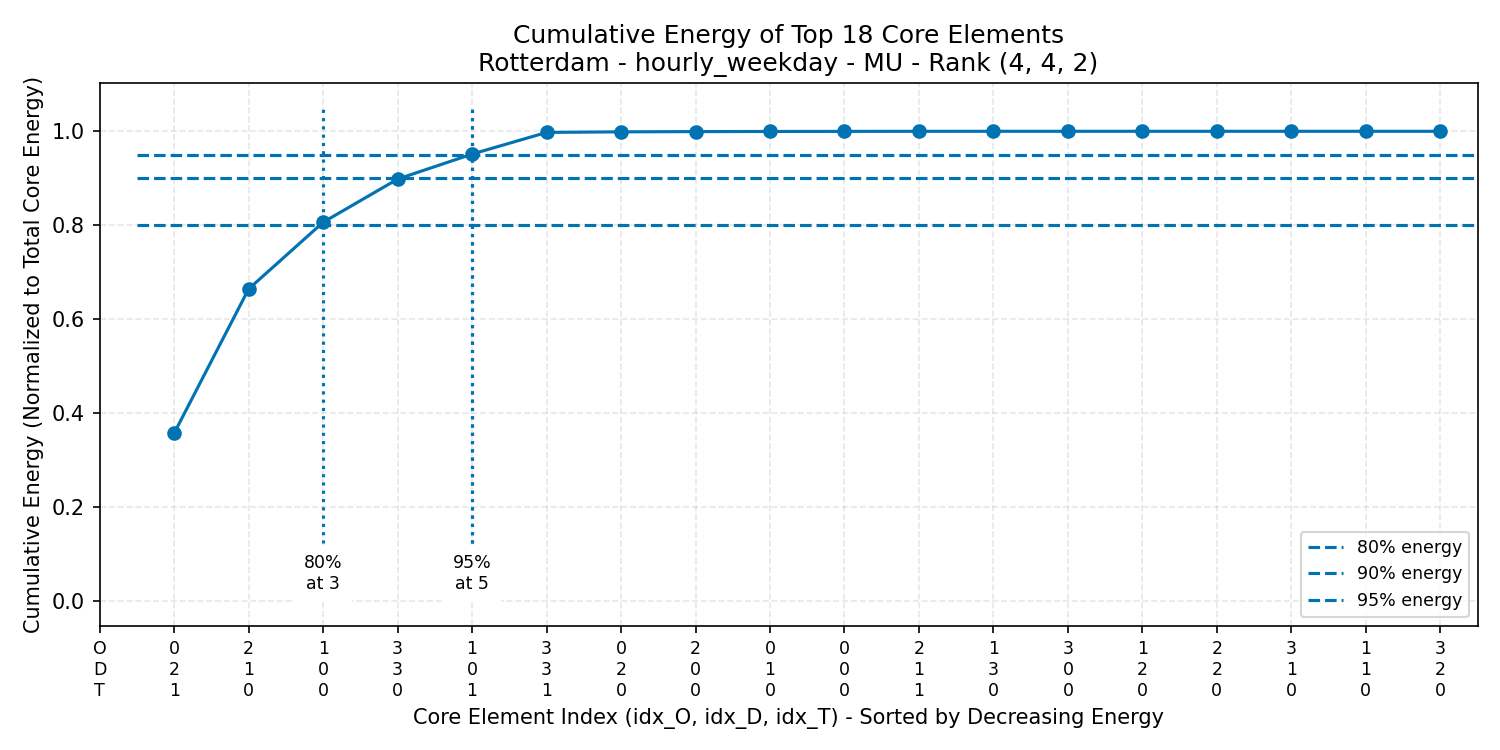 Cumulative Energy of Top 18 Core Elements
Rotterdam - hourly_weekday - MU - Rank (4, 4, 2)
Cumulative Energy (Normalized to Total Core Energy)
1.0
0.8
0.6
0.4
0.2
0.0
80%
at 3
95%
at 5
80% energy
90% energy
95% energy
O 0 2 1 3 1 3 0 2 0 0 2 1 3 1 2 3 1 3
D 2 1 0 3 0 3 2 0 1 0 1 3 0 2 2 1 1 2
T 1 0 0 0 1 1 0 0 0 0 1 0 0 0 0 0 0 0
Core Element Index (idx_O, idx_D, idx_T) - Sorted by Decreasing Energy